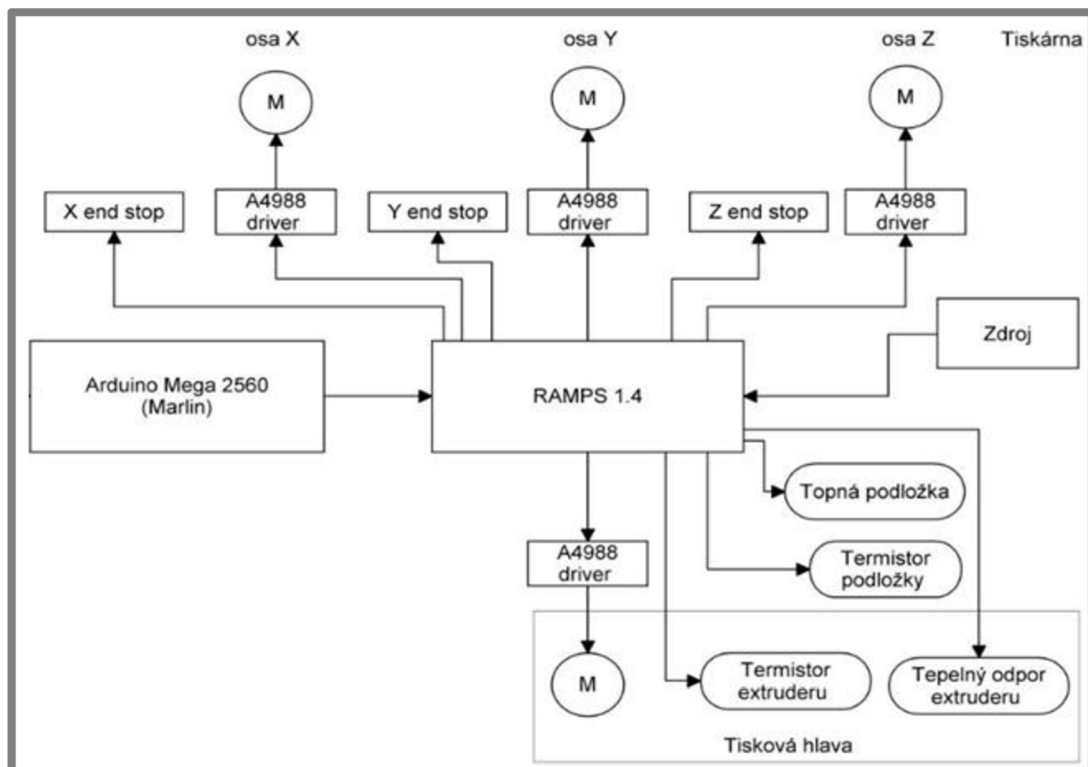 osa X
osa Y
osa Z
Tiskárna
M
M
M
X end stop
A4988
driver
Y end stop
A4988
driver
Z end stop
A4988
driver
Zdroj
Arduino Mega 2560
(Marlin)
RAMPS 1.4
Topná podložka
A4988
driver
Termistor
podložky
M
Termistor
extruderu
Tepelný odpor
extruderu
Tisková hlava